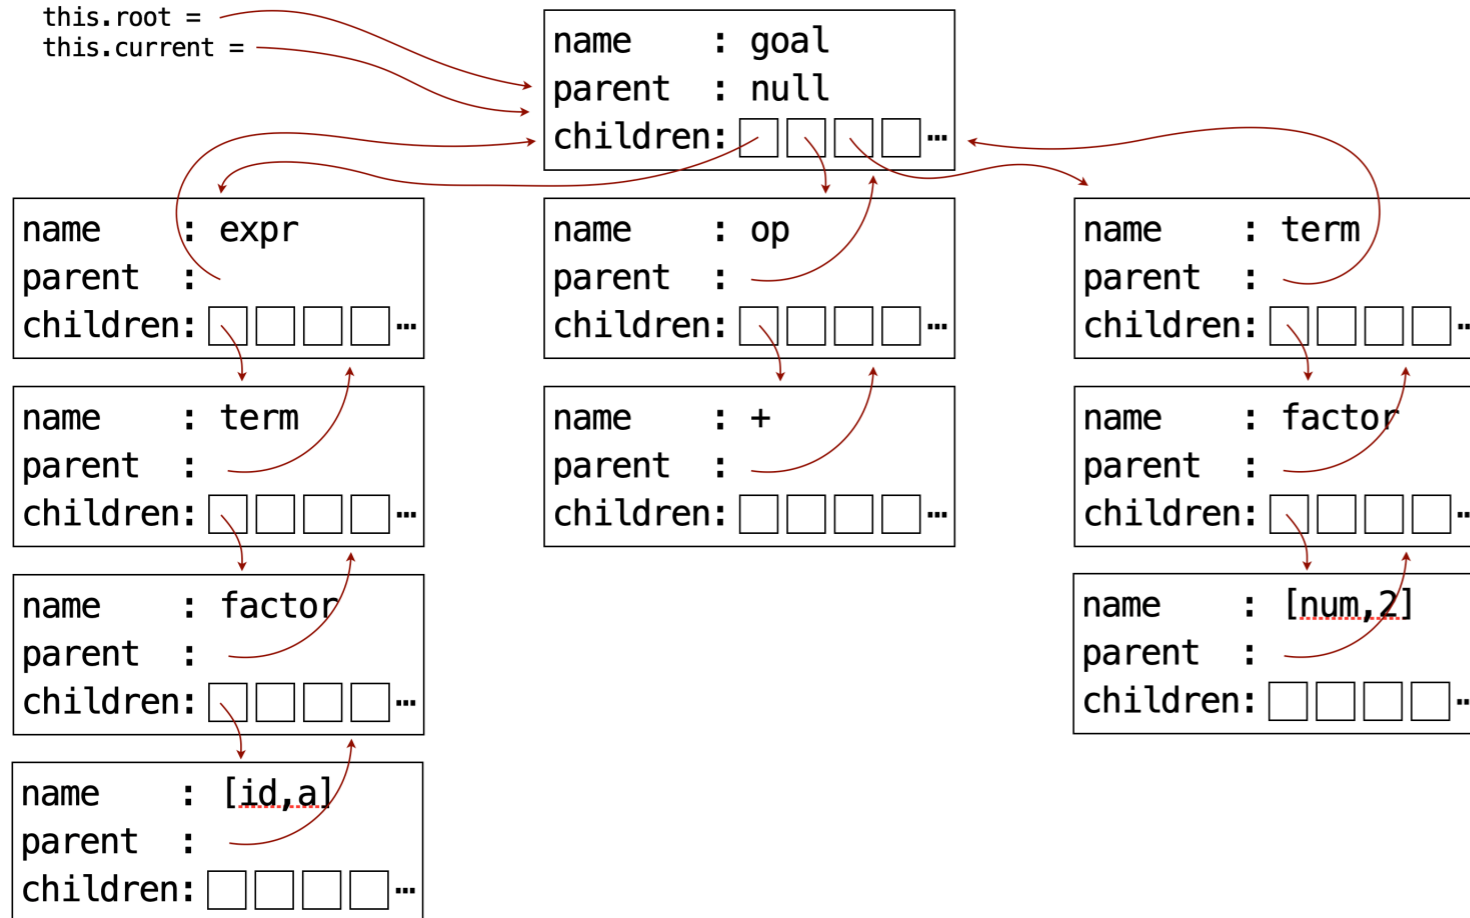 this.root =
this.current =
name : goal
parent : null
children: …
name : expr
parent :
children: …
name : op
parent :
children: …
name : term
parent :
children: …
name : term
parent :
children: …
name : +
parent :
children: …
name : factor
parent :
children: …
name : factor
parent :
children: …
name : [num,2]
parent :
children: …
name : [id,a]
parent :
children: …